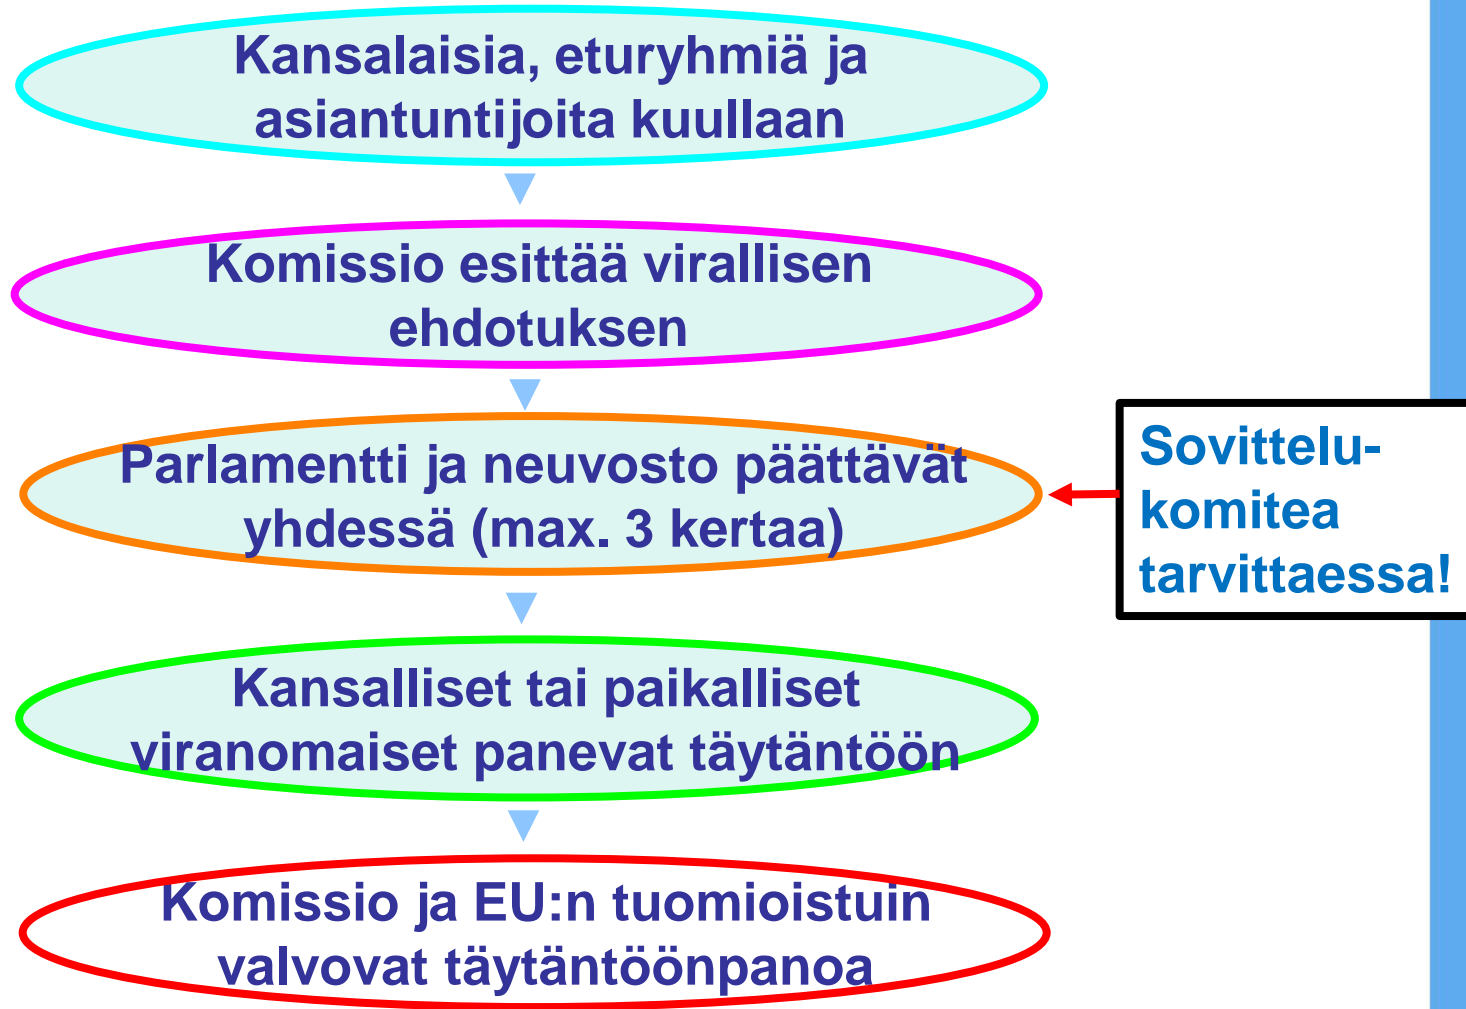 Kansalaisia, eturyhmiä ja
asiantuntijoita kuullaan
Komissio esittää virallisen
ehdotuksen
Parlamentti ja neuvosto päättävät
yhdessä (max. 3 kertaa)
Sovittelu-
komitea
tarvittaessa!
Kansalliset tai paikalliset
viranomaiset panevat täytäntöön
Komissio ja EU:n tuomioistuin
valvovat täytäntöönpanoa